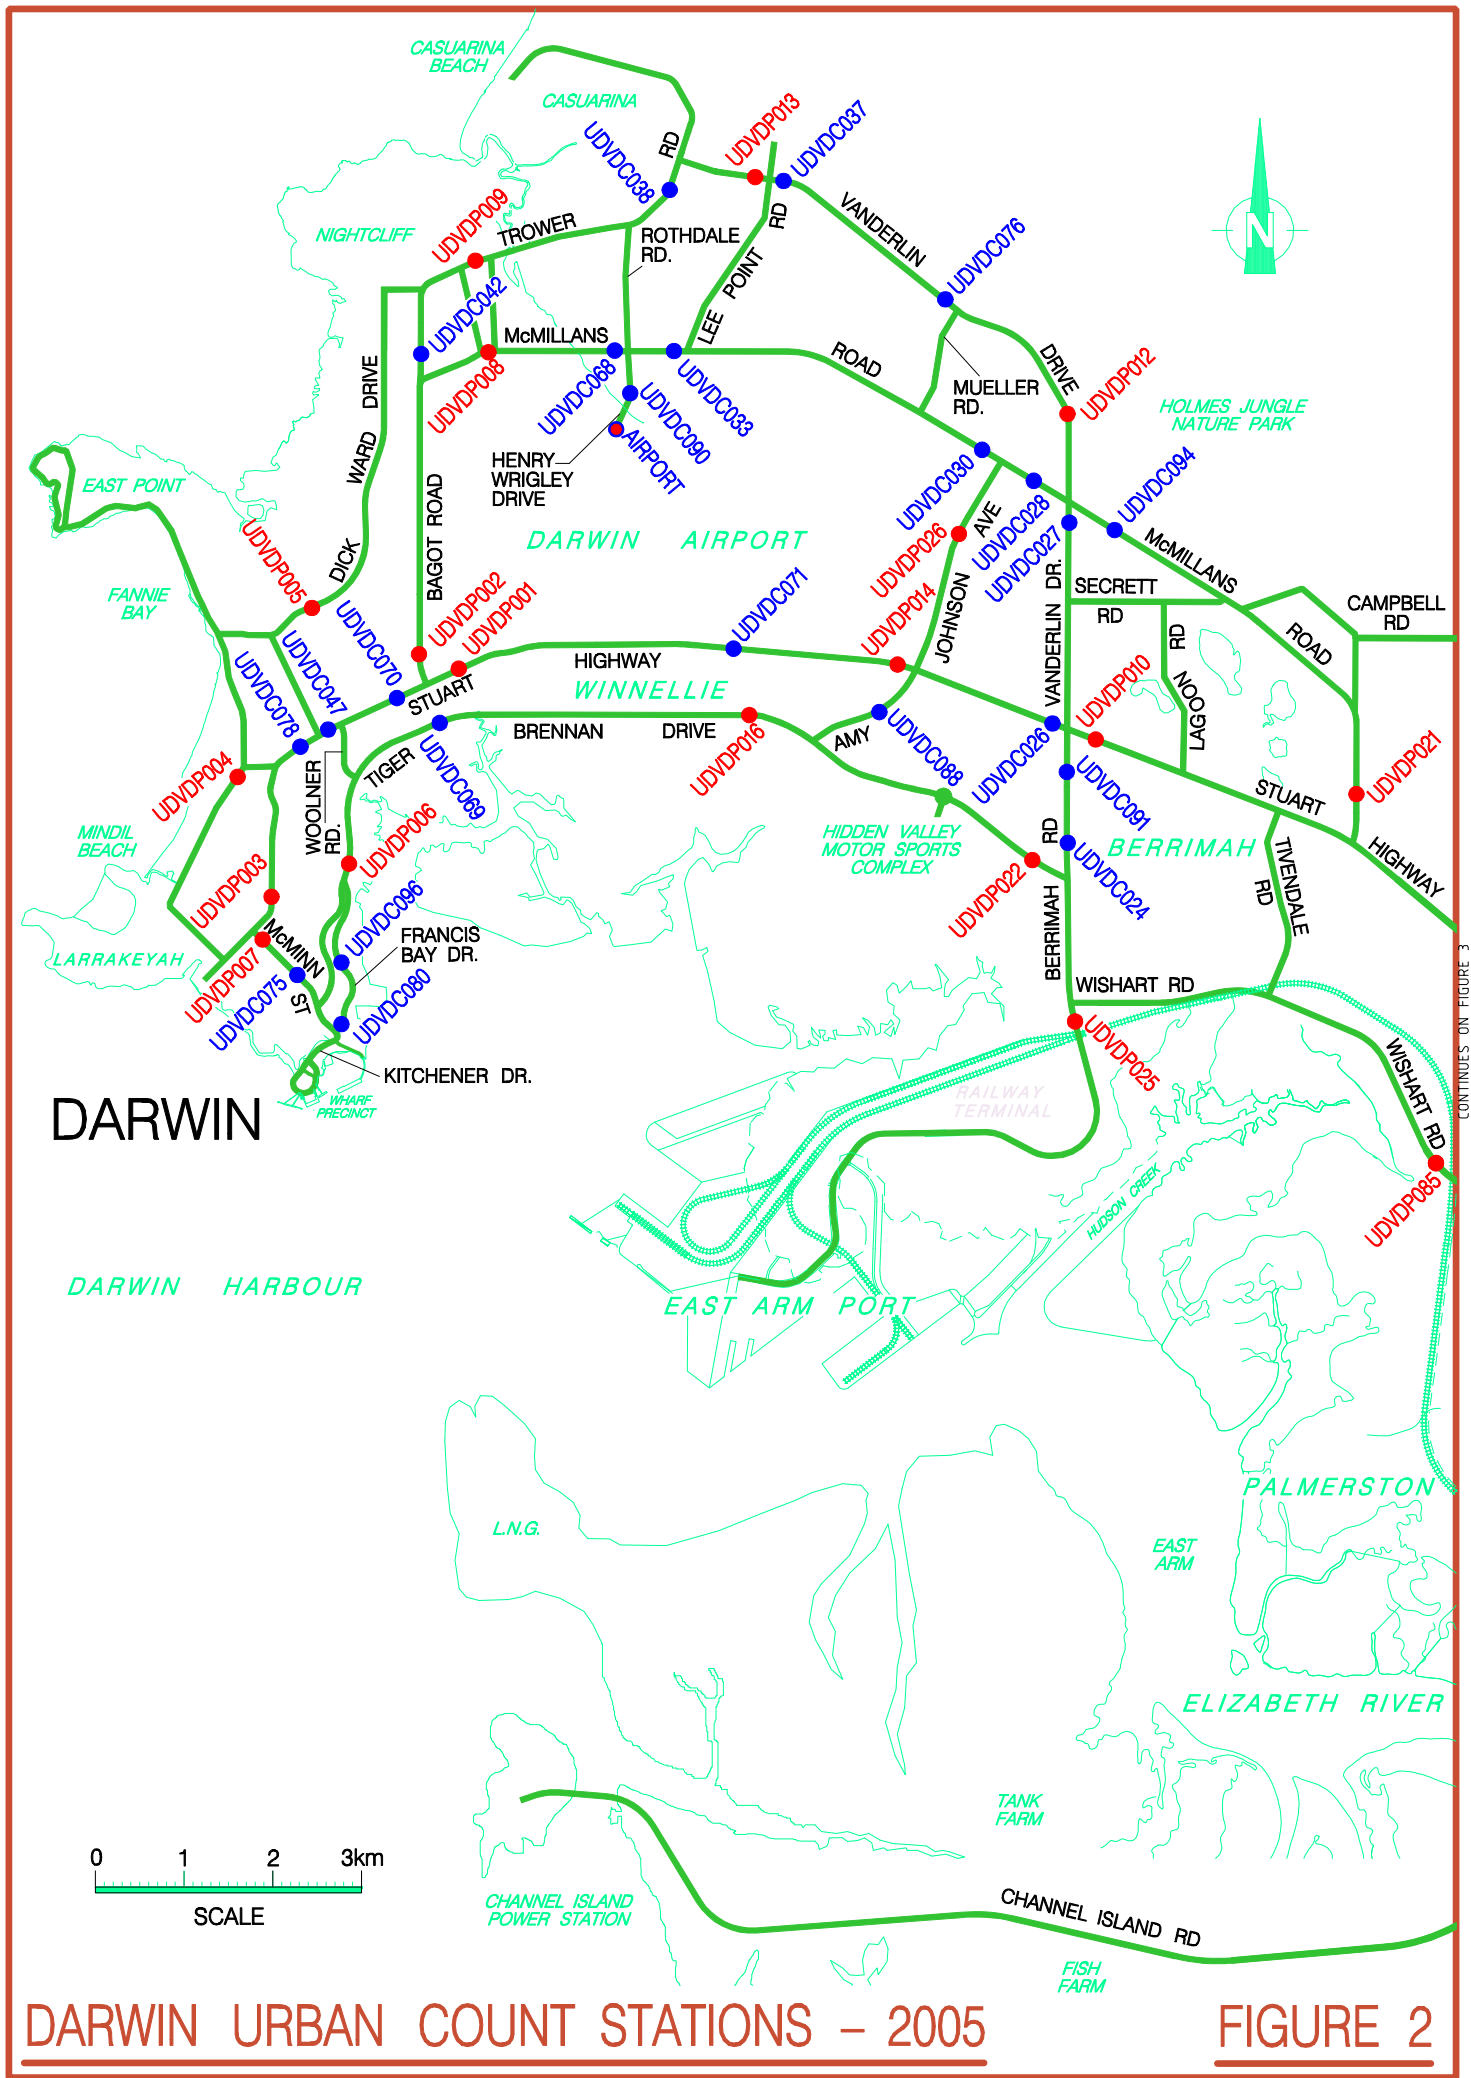 CASUARINA
BEACH
CASUARINA
UDVDP013
UDVDC037
UDVDC038
RD
NIGHTCLIFF
UDVDP009
TROWER
ROTHDALE
RD.
RD
VANDERLIN
UDVDC076
N
LEE POINT
UDVDC042
McMILLANS
ROAD
DRIVE
UDVDP012
MUELLER
RD.
HOLMES JUNGLE
NATURE PARK
DRIVE
UDVDP008
UDVDC068
UDVDC033
UDVDC090
AIRPORT
HENRY
WRIGLEY
DRIVE
WARD
EAST POINT
UDVDC030
UDVDC094
UDVDC028
UDVDC027
UDVDP026
AVE
DARWIN AIRPORT
BAGOT ROAD
DICK
UDVDP005
McMILLANS
SECRETT
RD
CAMPBELL
RD
FANNIE
BAY
UDVDP002
UDVDP001
UDVDC071
UDVDP014
JOHNSON
VANDERLIN DR.
RD
ROAD
UDVDC070
UDVDC047
UDVDC078
HIGHWAY
WINNELLIE
STUART
UDVDP010
LAGOON
BRENNAN DRIVE
AMY
UDVDP004
WOOLNER
RD.
TIGER
UDVDC069
UDVDP016
UDVDC088
UDVDC026
UDVDC091
UDVDP021
STUART
MINDIL
BEACH
UDVDP006
HIDDEN VALLEY
MOTOR SPORTS
COMPLEX
RD
BERRIMAH
TIVENDALE
RD
HIGHWAY
UDVDP003
UDVDP022
UDVDC024
UDVDC096
McMINN
ST
FRANCIS
BAY DR.
LARRAKEYAH
BERRIMAH
UDVDP007
UDVDC075
UDVDC080
WISHART RD
CONTINUES ON FIGURE 3
UDVDP025
WISHART RD
KITCHENER DR.
WHARF
PRECINCT
DARWIN
RAILWAY
TERMINAL
HUDSON CREEK
UDVDP085
DARWIN HARBOUR
EAST ARM PORT
PALMERSTON
L.N.G.
EAST
ARM
ELIZABETH RIVER
TANK
FARM
0 1 2 3km
SCALE
CHANNEL ISLAND
POWER STATION
CHANNEL ISLAND RD
FISH
FARM
DARWIN URBAN COUNT STATIONS – 2005
FIGURE 2